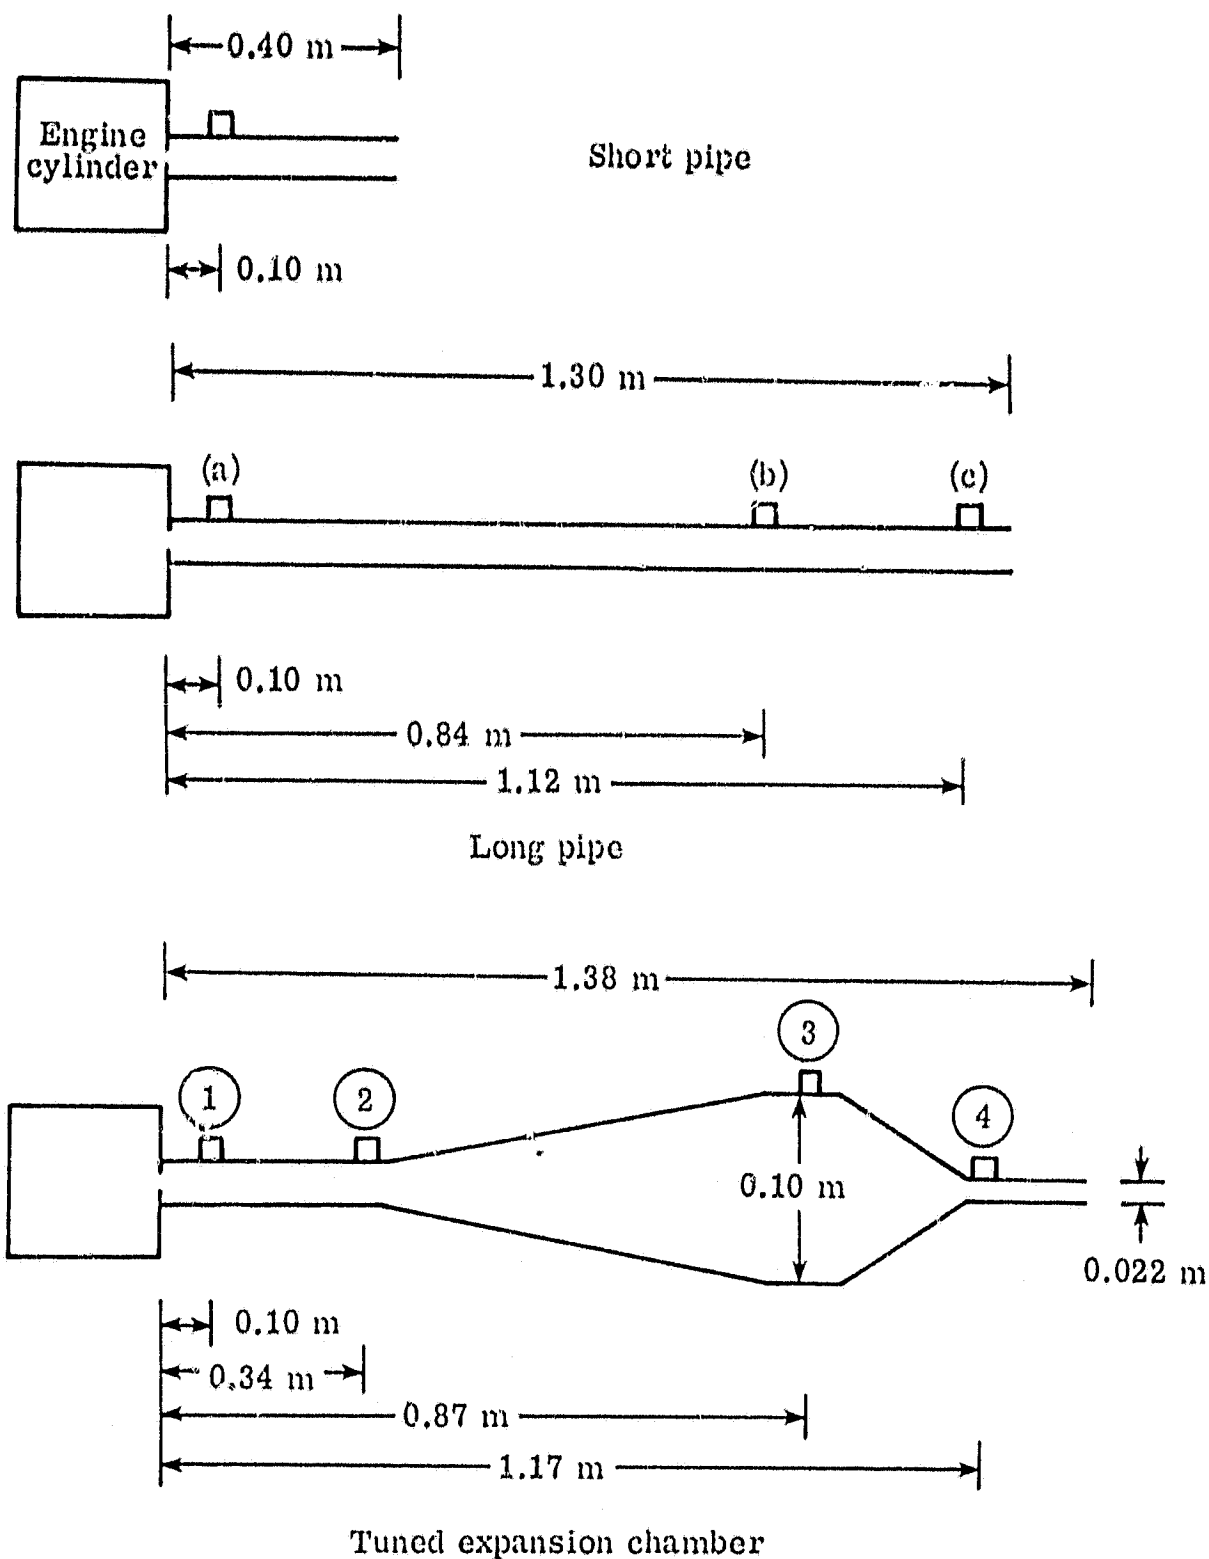 0.40 m
Engine
cylinder
Short pipe
0.10 m
1.30 m
(a)
(b)
(c)
0.10 m
0.84 m
1.12 m
Long pipe
1.38 m
3
1
2
4
0.10 m
0.022 m
0.10 m
0.34 m
0.87 m
1.17 m
Tuned expansion chamber